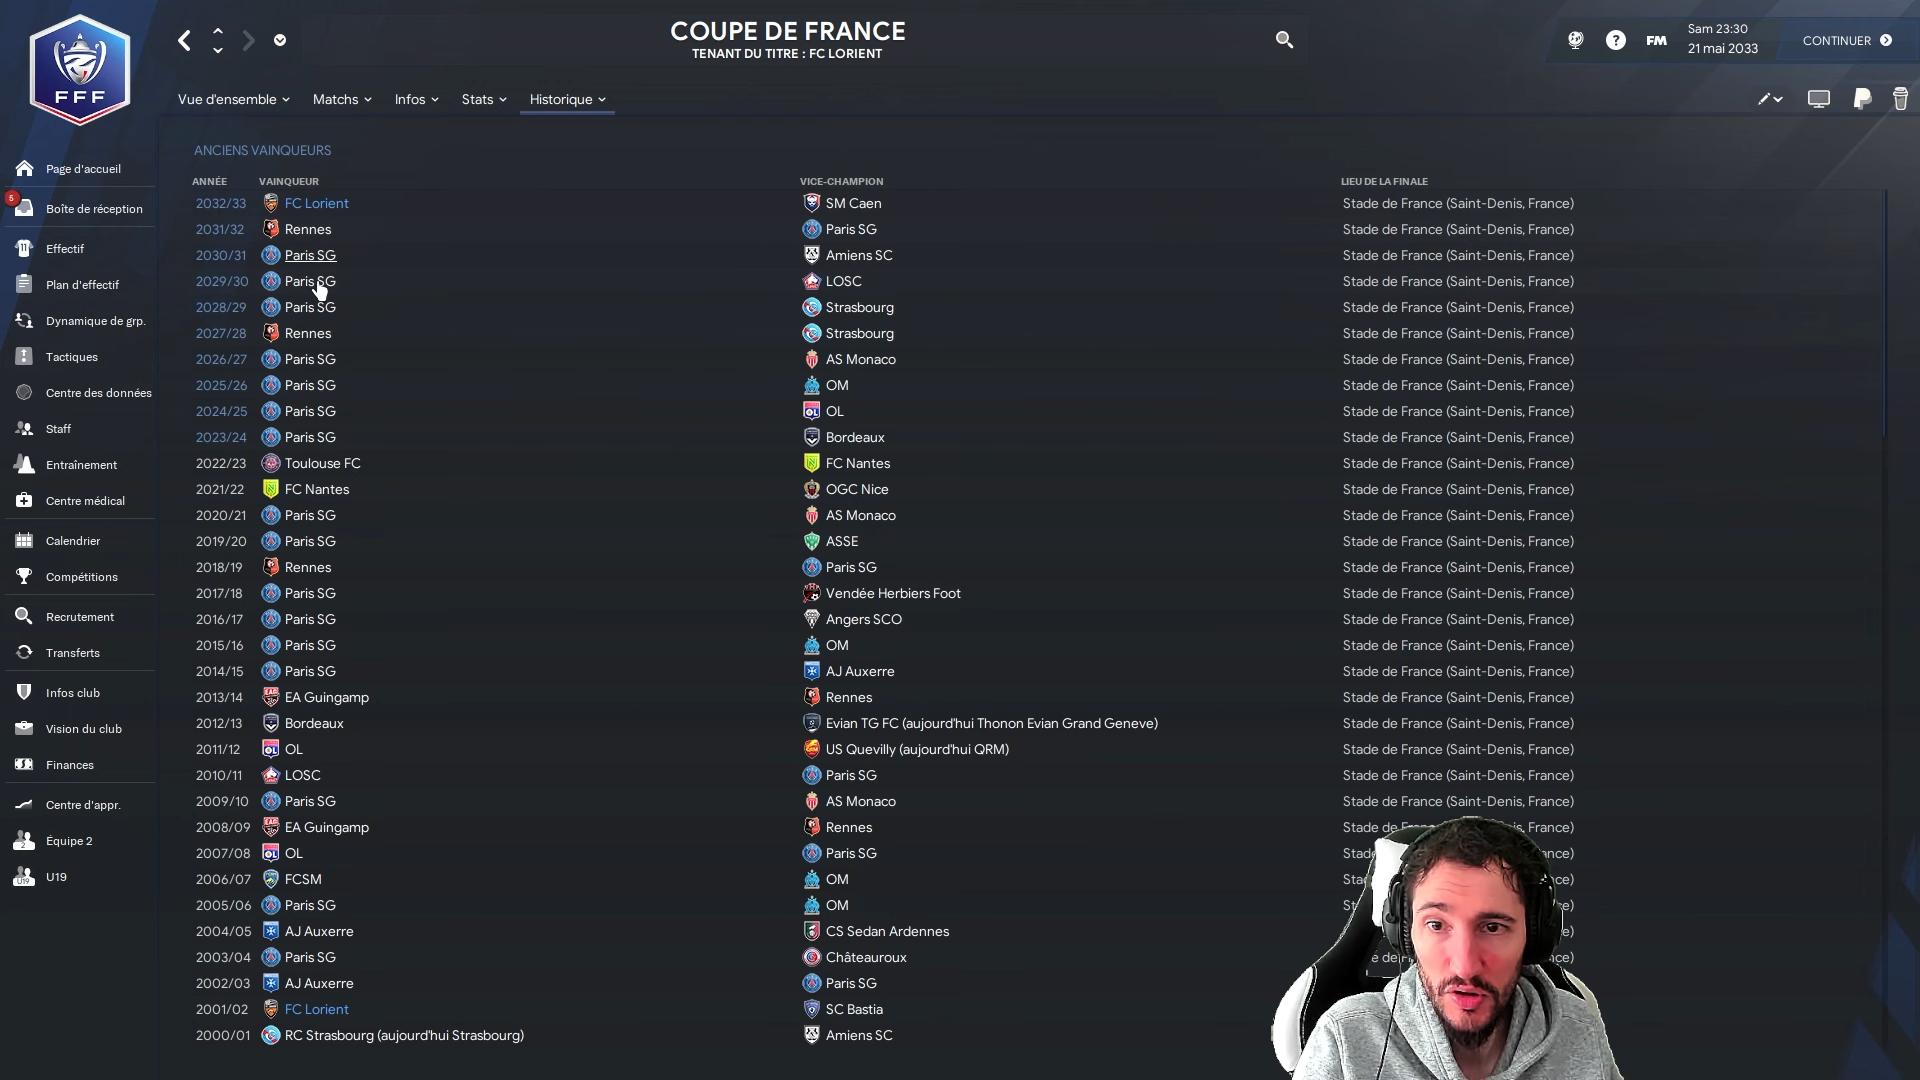 COUPE DE FRANCE
TENANT DU TITRE : FC LORIENT
FM
Sam 23:30
21 mai 2033
CONTINUER
FFF
Vue d'ensemble
Matchs
Infos
Stats
Historique
Page d'accueil
5
Boîte de réception
Effectif
Plan d'effectif
Dynamique de grp.
Tactiques
Centre des données
Staff
Entraînement
Centre médical
Calendrier
Compétitions
Recrutement
Transferts
Infos club
Vision du club
Finances
Centre d'appr.
Équipe 2
U19
ANCIENS VAINQUEURS
ANNÉE VAINQUEUR VICE-CHAMPION LIEU DE LA FINALE
2032/33 FC Lorient SM Caen Stade de France (Saint-Denis, France)
2031/32 Rennes Paris SG Stade de France (Saint-Denis, France)
2030/31 Paris SG Amiens SC Stade de France (Saint-Denis, France)
2029/30 Paris SG LOSC Stade de France (Saint-Denis, France)
2028/29 Paris SG Strasbourg Stade de France (Saint-Denis, France)
2027/28 Rennes Strasbourg Stade de France (Saint-Denis, France)
2026/27 Paris SG AS Monaco Stade de France (Saint-Denis, France)
2025/26 Paris SG OM Stade de France (Saint-Denis, France)
2024/25 Paris SG OL Stade de France (Saint-Denis, France)
2023/24 Paris SG Bordeaux Stade de France (Saint-Denis, France)
2022/23 Toulouse FC FC Nantes Stade de France (Saint-Denis, France)
2021/22 FC Nantes OGC Nice Stade de France (Saint-Denis, France)
2020/21 Paris SG AS Monaco Stade de France (Saint-Denis, France)
2019/20 Paris SG ASSE Stade de France (Saint-Denis, France)
2018/19 Rennes Paris SG Stade de France (Saint-Denis, France)
2017/18 Paris SG Vendée Herbiers Foot Stade de France (Saint-Denis, France)
2016/17 Paris SG Angers SCO Stade de France (Saint-Denis, France)
2015/16 Paris SG OM Stade de France (Saint-Denis, France)
2014/15 Paris SG AJ Auxerre Stade de France (Saint-Denis, France)
2013/14 EA Guingamp Rennes Stade de France (Saint-Denis, France)
2012/13 Bordeaux Evian TG FC (aujourd'hui Thonon Evian Grand Geneve) Stade de France (Saint-Denis, France)
2011/12 OL US Quevilly (aujourd'hui QRM) Stade de France (Saint-Denis, France)
2010/11 LOSC Paris SG Stade de France (Saint-Denis, France)
2009/10 Paris SG AS Monaco Stade de France (Saint-Denis, France)
2008/09 EA Guingamp Rennes Stade de
2007/08 OL Paris SG
2006/07 FCSM OM
2005/06 Paris SG OM
2004/05 AJ Auxerre CS Sedan Ardennes
2003/04 Paris SG Châteauroux
2002/03 AJ Auxerre Paris SG
2001/02 FC Lorient SC Bastia
2000/01 RC Strasbourg (aujourd'hui Strasbourg) Amiens SC